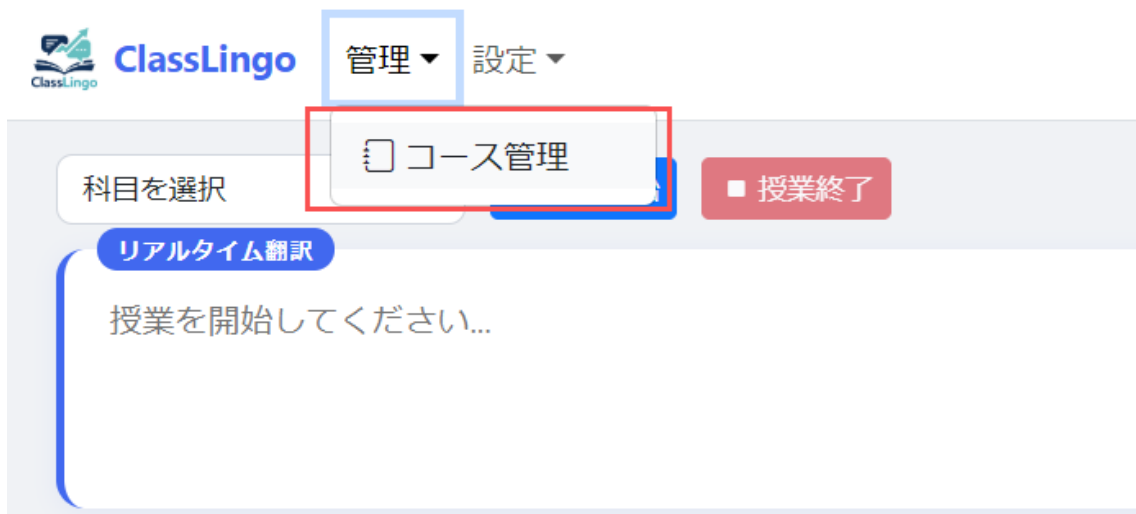 ClassLingo
ClassLingo 管理 設定
コース管理
科目を選択
授業終了
リアルタイム翻訳
授業を開始してください...